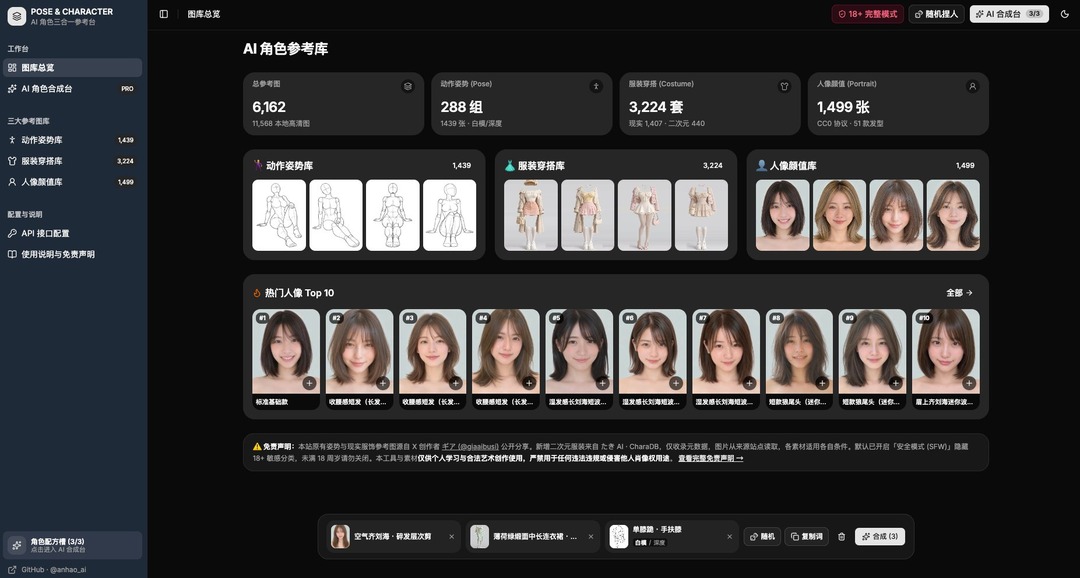 POSE & CHARACTER
AI 角色三合一参考台
工作台
图库总览
AI 角色合成台 PRO
三大参考图库
动作姿势库 1,439
服装穿搭库 3,224
人像颜值库 1,499
配置与说明
API 接口配置
使用说明与免责声明
角色配方槽 (3/3)
点击进入 AI 合成台
GitHub · @anhao_ai
图库总览
18+ 完整模式
随机捏人
AI 合成台 3/3
AI 角色参考库
总参考图
6,162
11,568 本地高清图
动作姿势 (Pose)
288 组
1439 张 · 白模/深度
服装穿搭 (Costume)
3,224 套
现实 1,407 · 二次元 440
人像颜值 (Portrait)
1,499 张
CC0 协议 · 51 款发型
动作姿势库 1,439
服装穿搭库 3,224
人像颜值库 1,499
热门人像 Top 10
全部 →
#1
#2
#3
#4
#5
#6
#7
#8
#9
#10
标准基础款
收腰感短发（长发...
收腰感短发（长发...
收腰感短发（长发...
湿发感长刘海短波...
湿发感长刘海短波...
湿发感长刘海短波...
短款狼尾头（迷你...
短款狼尾头（迷你...
眉上齐刘海迷你波...
⚠️ 免责声明：本站原有姿势与现实服饰参考图源自 X 创作者 ギア (@giaaibusi) 公开分享。新增二次元服装来自 たき AI · CharaDB，仅收录元数据，图片从来源站点读取，各素材适用各自条件。默认已开启「安全模式 (SFW)」隐藏
18+ 敏感分类，未满 18 周岁请勿关闭。本工具与素材仅供个人学习与合法艺术创作使用，严禁用于任何违法违规或侵害他人肖像权用途。 查看完整免责声明 →
空气齐刘海 · 碎发层次剪 ×
薄荷绿缎面中长连衣裙 · ... ×
单膝跪 · 手扶膝 ×
白模 / 深度
随机
复制词
合成 (3)